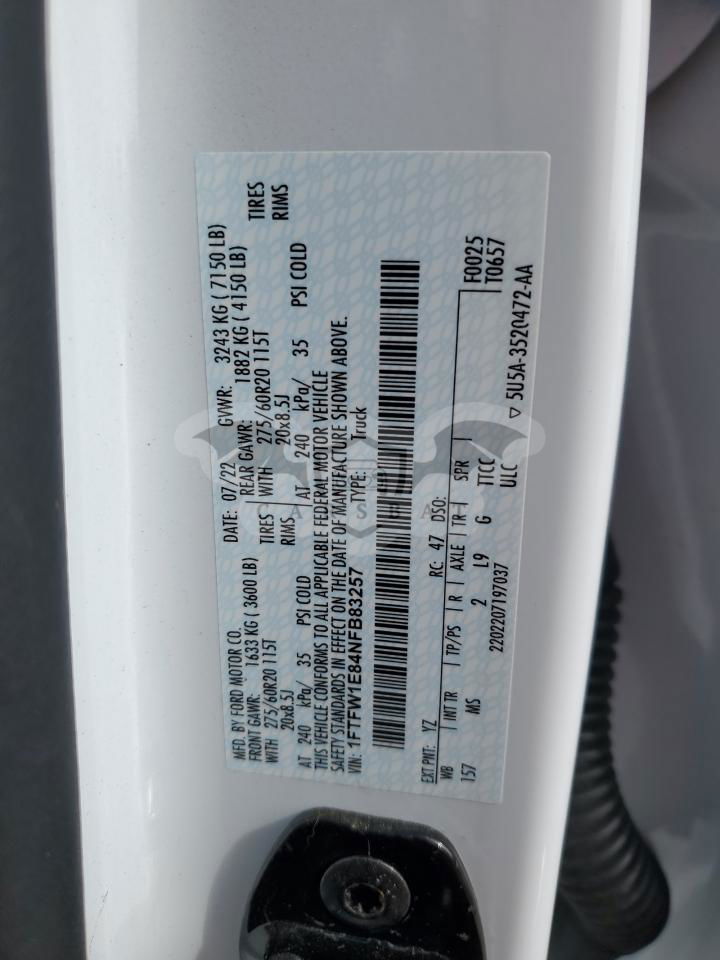 MFD. BY FORD MOTOR CO.
DATE: 07/22 GVWR: 3243 KG ( 7150 LB)
FRONT GAWR: 1633 KG ( 3600 LB) REAR GAWR: 1882 KG ( 4150 LB)
WITH 275/60R20 115T TIRES WITH 275/60R20 115T TIRES
20x8.5J RIMS 20x8.5J RIMS
AT 240 kPa/ 35 PSI COLD AT 240 kPa/ 35 PSI COLD
THIS VEHICLE CONFORMS TO ALL APPLICABLE FEDERAL MOTOR VEHICLE
SAFETY STANDARDS IN EFFECT ON THE DATE OF MANUFACTURE SHOWN ABOVE.
VIN: 1FTFW1E84NFB83257 TYPE: Truck
EXT PNT: YZ RC: 47 DSO: F0025
WB INT TR TP/PS R AXLE TR SPR T0657
157 MS 2 L9 G TTCC
2202207197037 ULC
▽ 5U5A-3520472-AA
CARSBAT